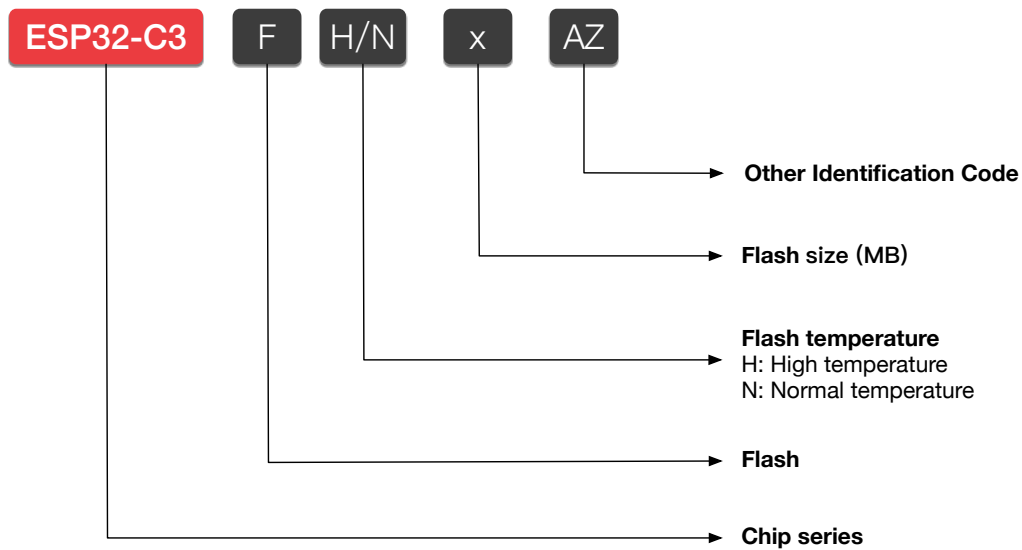 ESP32-C3 F H/N x AZ
Other Identification Code
Flash size (MB)
Flash temperature
H: High temperature
N: Normal temperature
Flash
Chip series